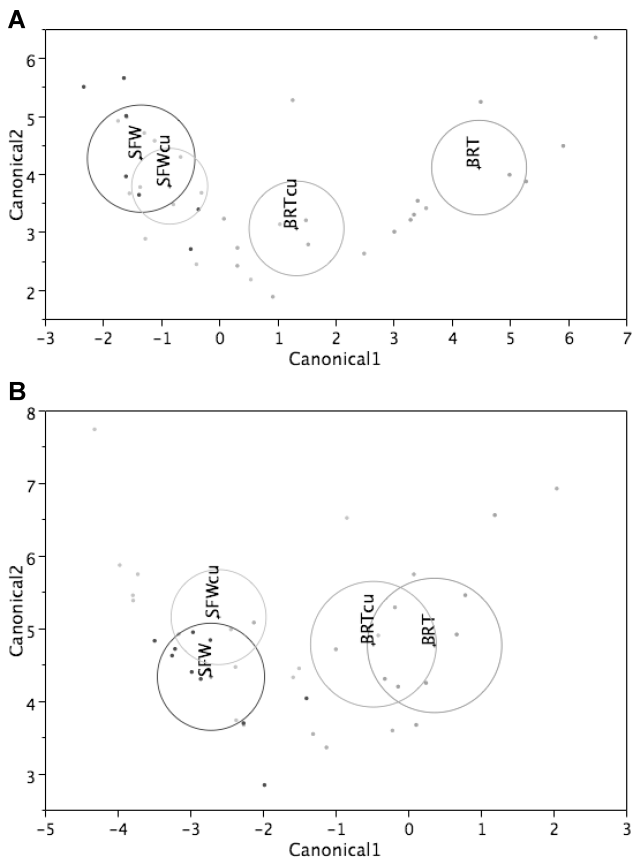 A
6
5
4
3
2
Canonical2
SFW
SFWcu
BRTcu
BRT
-3 -2 -1 0 1 2 3 4 5 6 7
Canonical1
B
8
7
6
5
4
3
Canonical2
SFWcu
SFW
BRTcu
BRT
-5 -4 -3 -2 -1 0 1 2 3
Canonical1